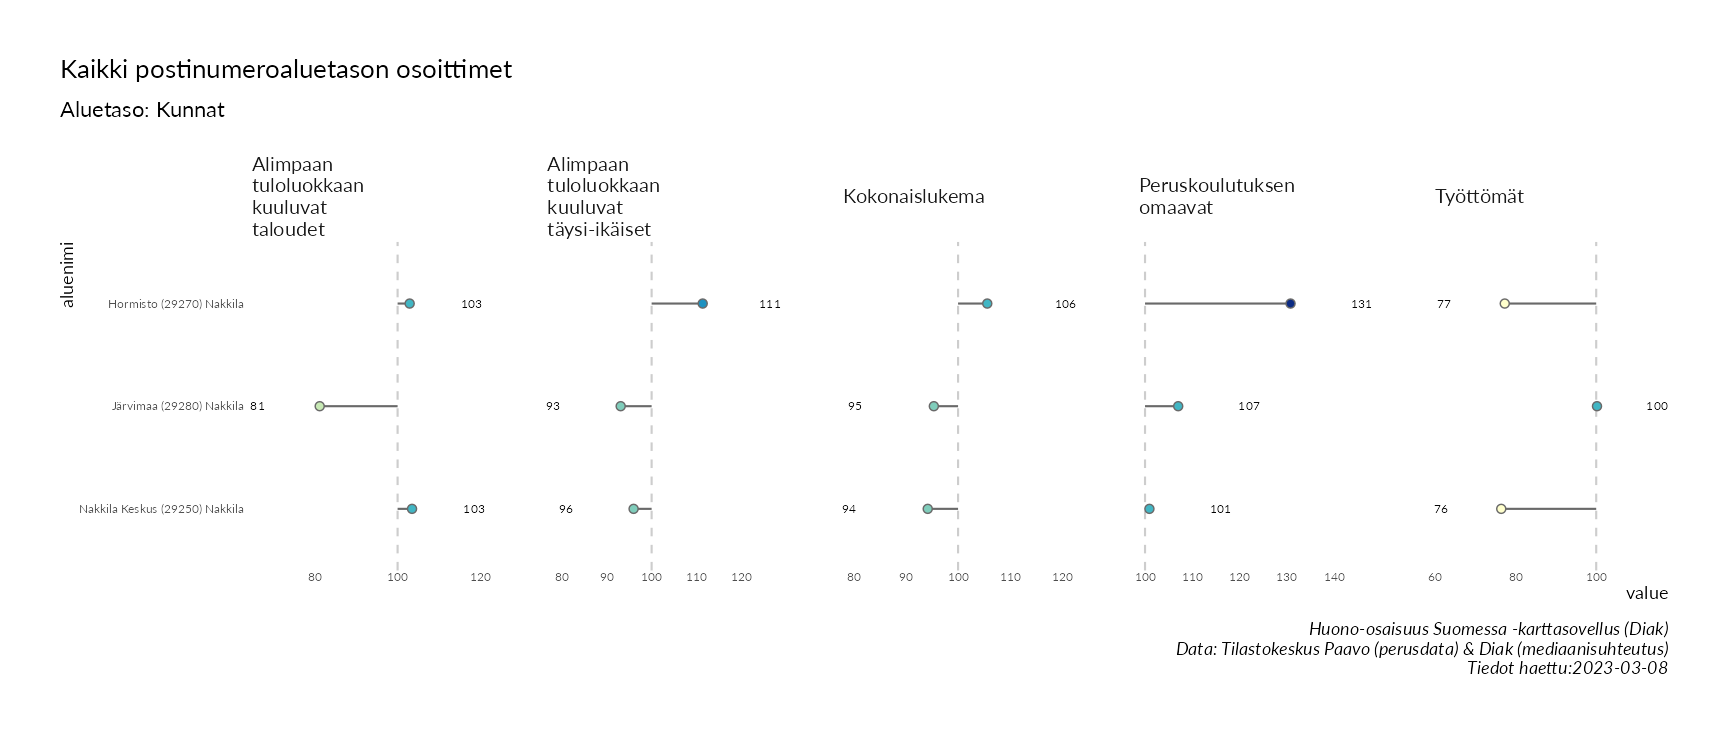 Kaikki postinumeroaluetason osoittimet
Aluetaso: Kunnat
Alimpaan
tuloluokkaan
kuuluvat
taloudet
Alimpaan
tuloluokkaan
kuuluvat
täysi-ikäiset
Kokonaislukema
Peruskoulutuksen
omaavat
Työttömät
aluenimi
Hormisto (29270) Nakkila 103 111 106 131 77
Järvimaa (29280) Nakkila 81 93 95 107 100
Nakkila Keskus (29250) Nakkila 103 96 94 101 76
80 100 120 80 90 100 110 120 80 90 100 110 120 100 110 120 130 140 60 80 100
value
Huono-osaisuus Suomessa -karttasovellus (Diak)
Data: Tilastokeskus Paavo (perusdata) & Diak (mediaanisuhteutus)
Tiedot haettu:2023-03-08